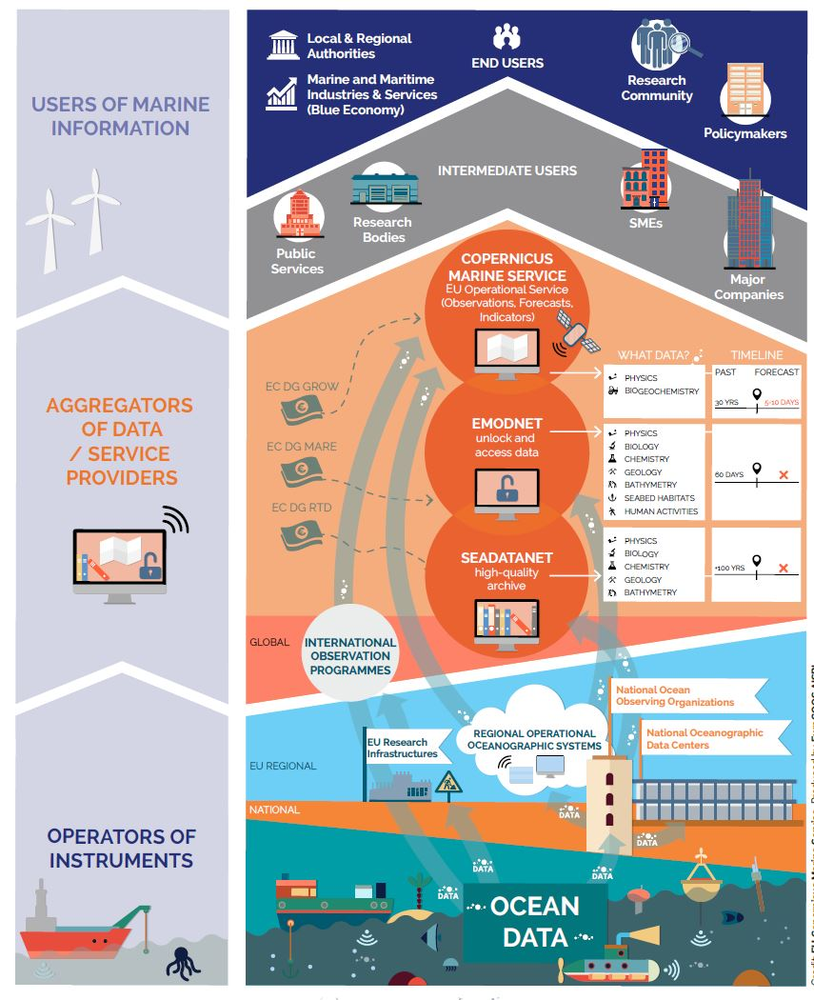 USERS OF MARINE
INFORMATION
AGGREGATORS
OF DATA
/ SERVICE
PROVIDERS
OPERATORS OF
INSTRUMENTS
Local & Regional
Authorities
Marine and Maritime
Industries & Services
(Blue Economy)
END USERS
Research
Community
Policymakers
INTERMEDIATE USERS
Public
Services
Research
Bodies
SMEs
Major
Companies
COPERNICUS
MARINE SERVICE
EU Operational Service
(Observations, Forecasts,
Indicators)
EC DG GROW
EC DG MARE
EC DG RTD
EMODNET
unlock and
access data
SEADATANET
high-quality
archive
WHAT DATA?
TIMELINE
PHYSICS
BIOGEOCHEMISTRY
PAST FORECAST
30 YRS 5-10 DAYS
PHYSICS
BIOLOGY
CHEMISTRY
GEOLOGY
BATHYMETRY
SEABED HABITATS
HUMAN ACTIVITIES
60 DAYS
PHYSICS
BIOLOGY
CHEMISTRY
GEOLOGY
BATHYMETRY
+100 YRS
GLOBAL
INTERNATIONAL
OBSERVATION
PROGRAMMES
EU REGIONAL
EU Research
Infrastructures
REGIONAL OPERATIONAL
OCEANOGRAPHIC SYSTEMS
National Ocean
Observing Organizations
National Oceanographic
Data Centers
NATIONAL
DATA
DATA
DATA
DATA
DATA
OCEAN
DATA